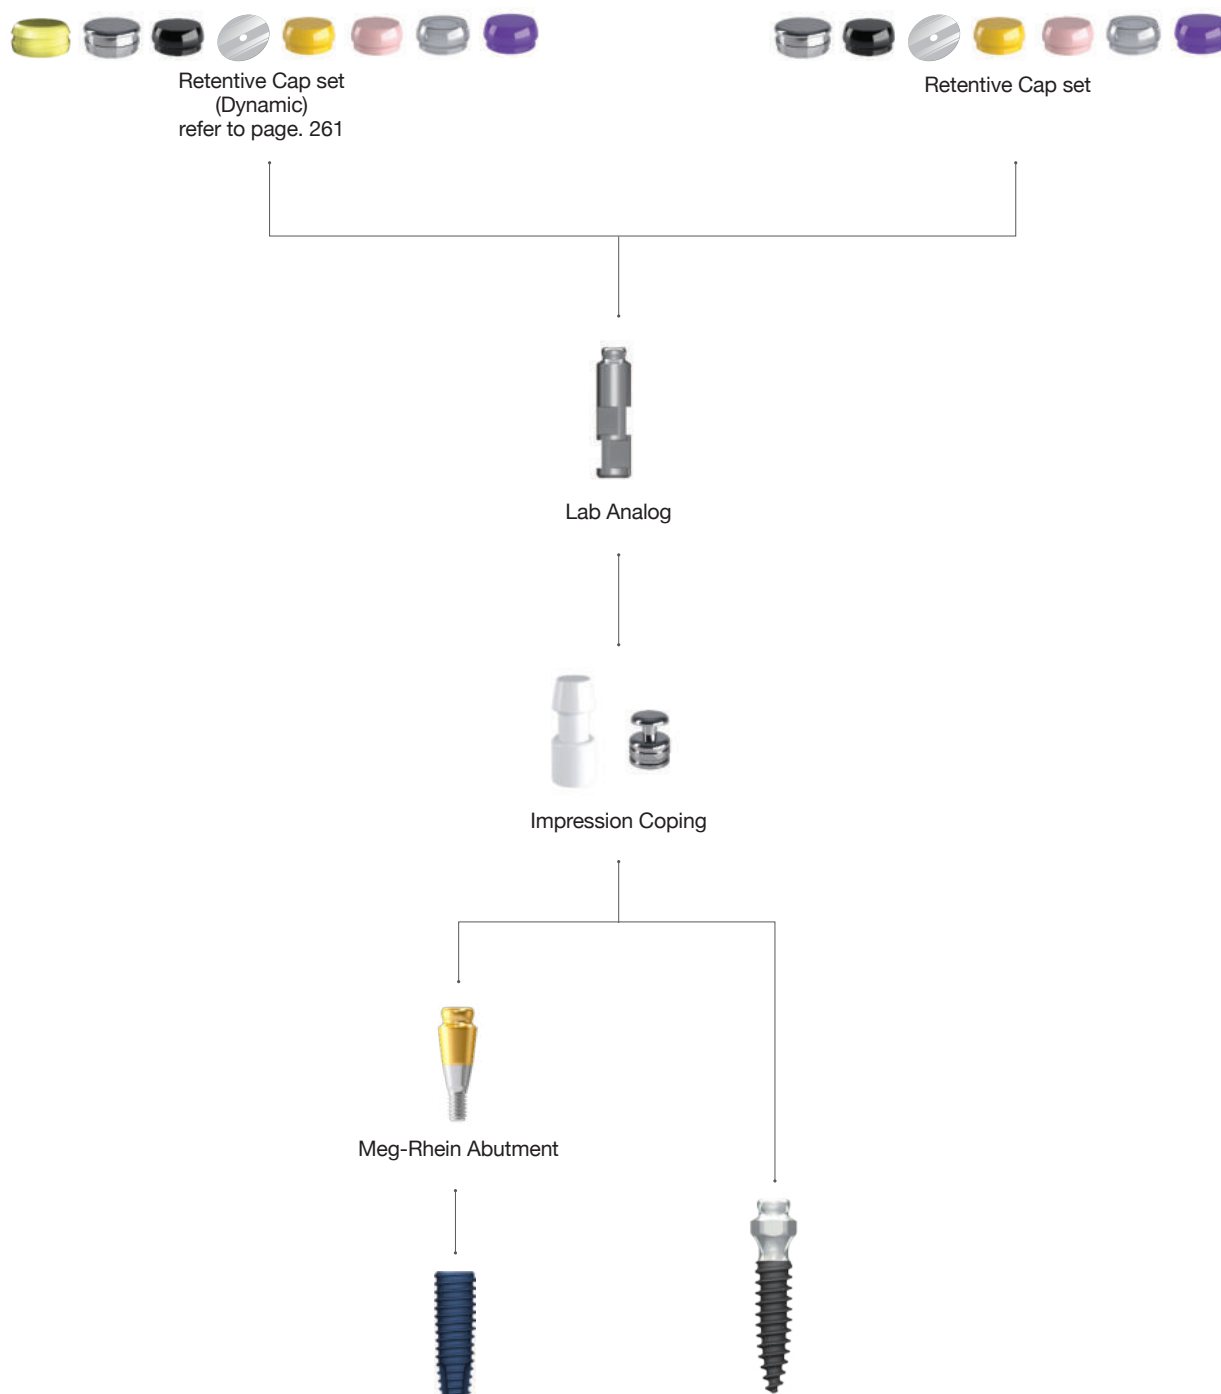 Retentive Cap set
(Dynamic)
refer to page. 261
Retentive Cap set
Lab Analog
Impression Coping
Meg-Rhein Abutment